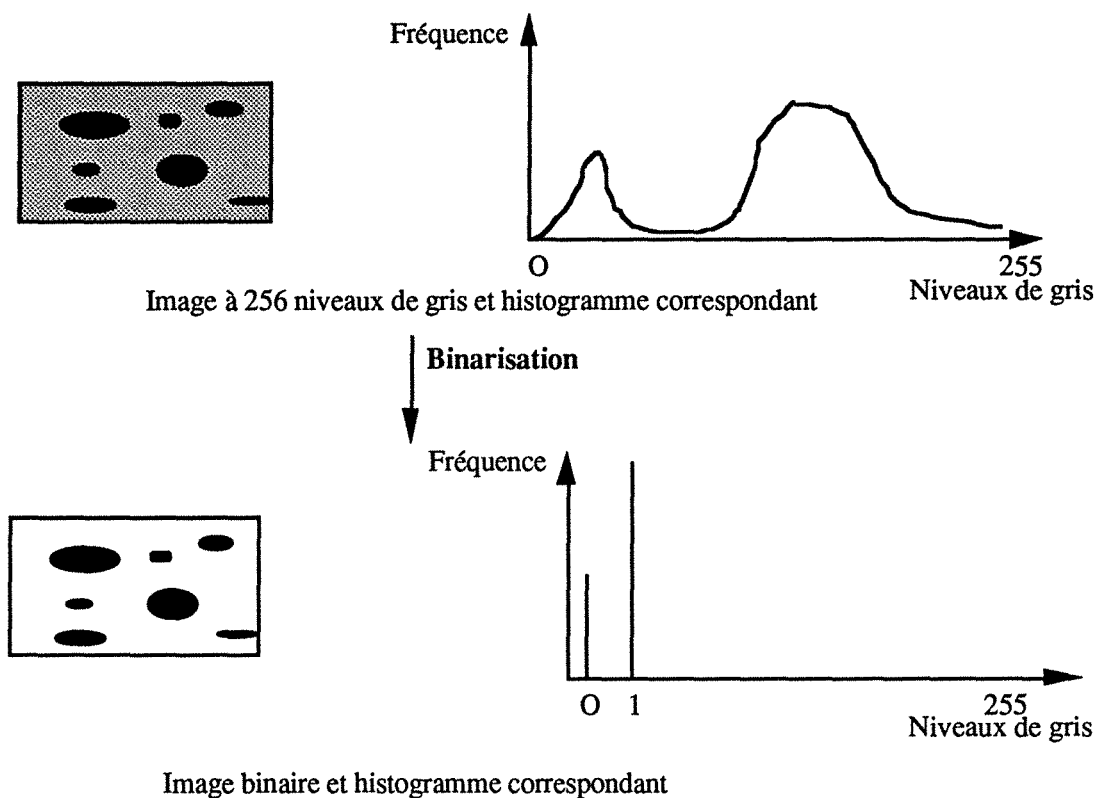 Fréquence
O
255
Niveaux de gris
Image à 256 niveaux de gris et histogramme correspondant
Binarisation
Fréquence
O 1
255
Niveaux de gris
Image binaire et histogramme correspondant